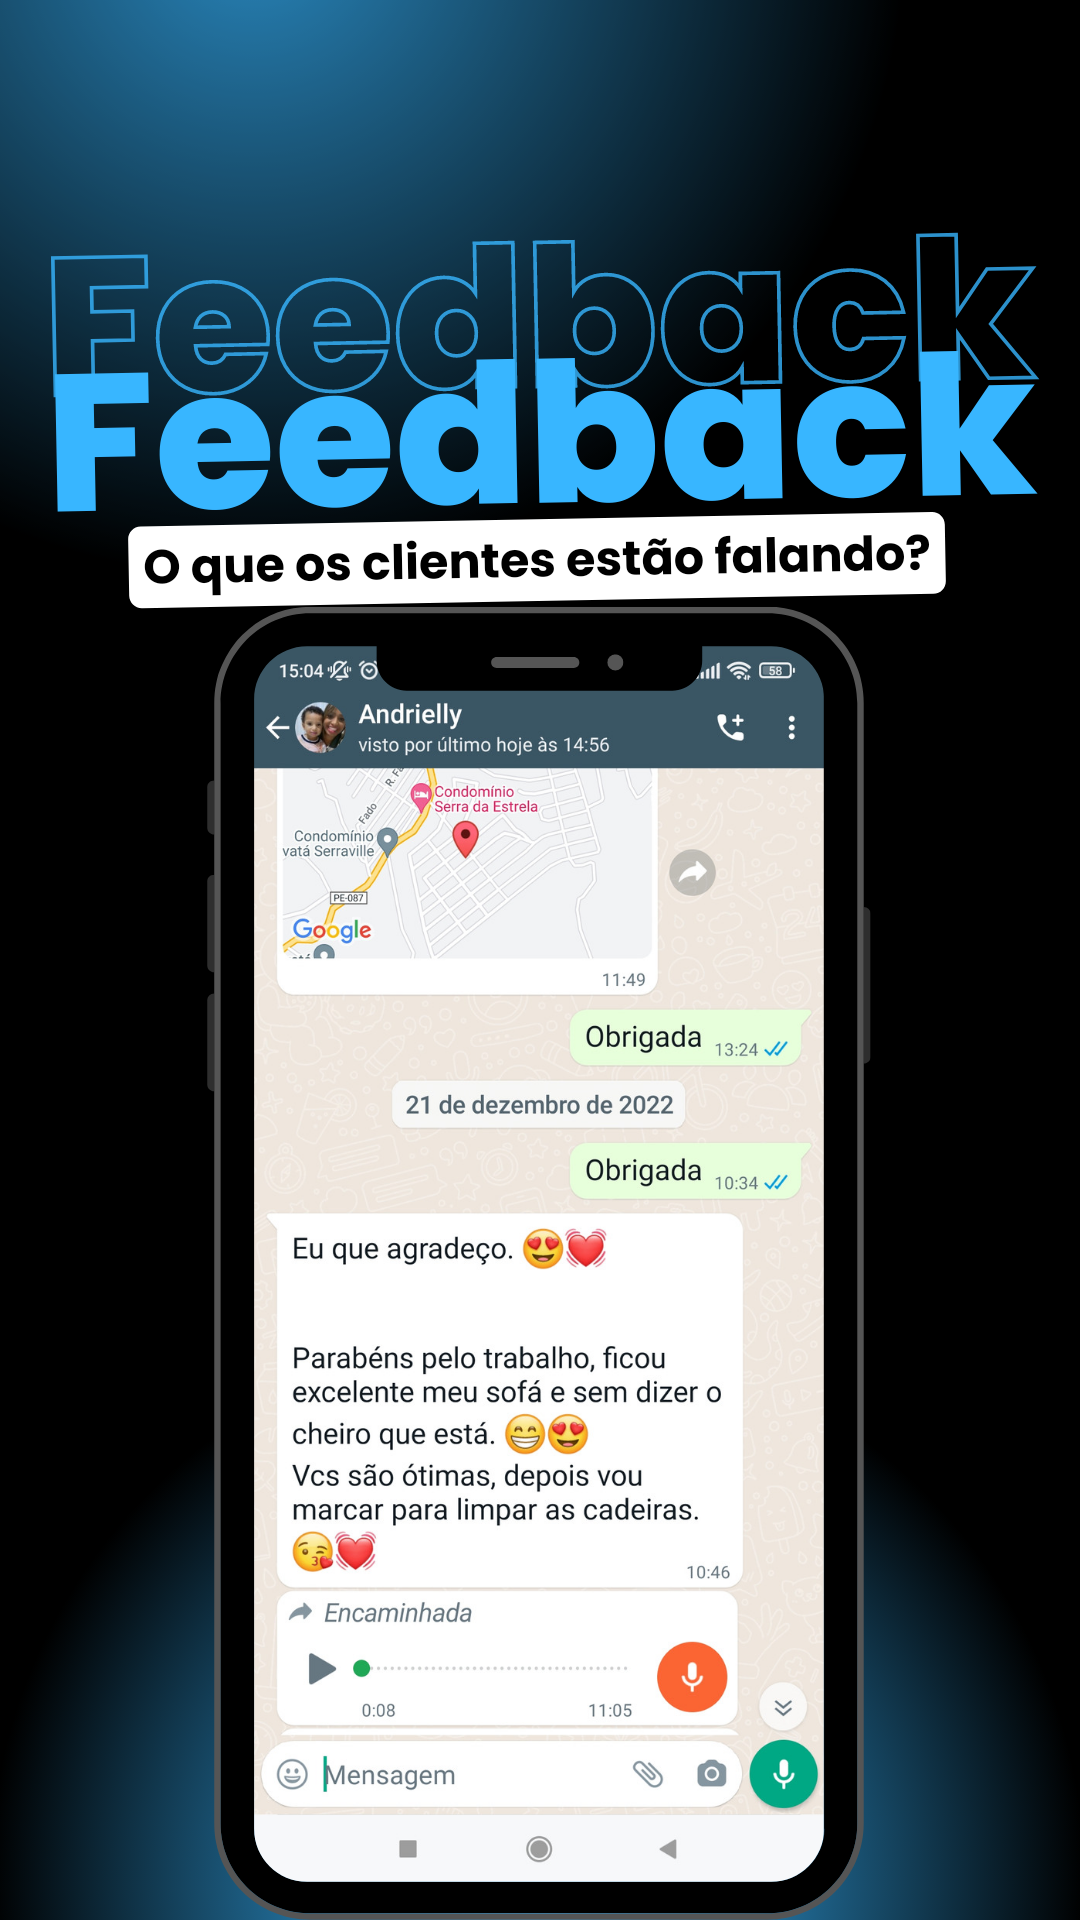 Feedback
Feedback
O que os clientes estão falando?
15:04
58
Andrielly
visto por último hoje às 14:56
Condomínio
Serra da Estrela
Fado
Condomínio
vatá Serraville
PE-087
Google
11:49
Obrigada 13:24
21 de dezembro de 2022
Obrigada 10:34
Eu que agradeço. 😍💓
Parabéns pelo trabalho, ficou
excelente meu sofá e sem dizer o
cheiro que está. 😁😍
Vcs são ótimas, depois vou
marcar para limpar as cadeiras.
😘💓
10:46
Encaminhada
0:08 11:05
Mensagem